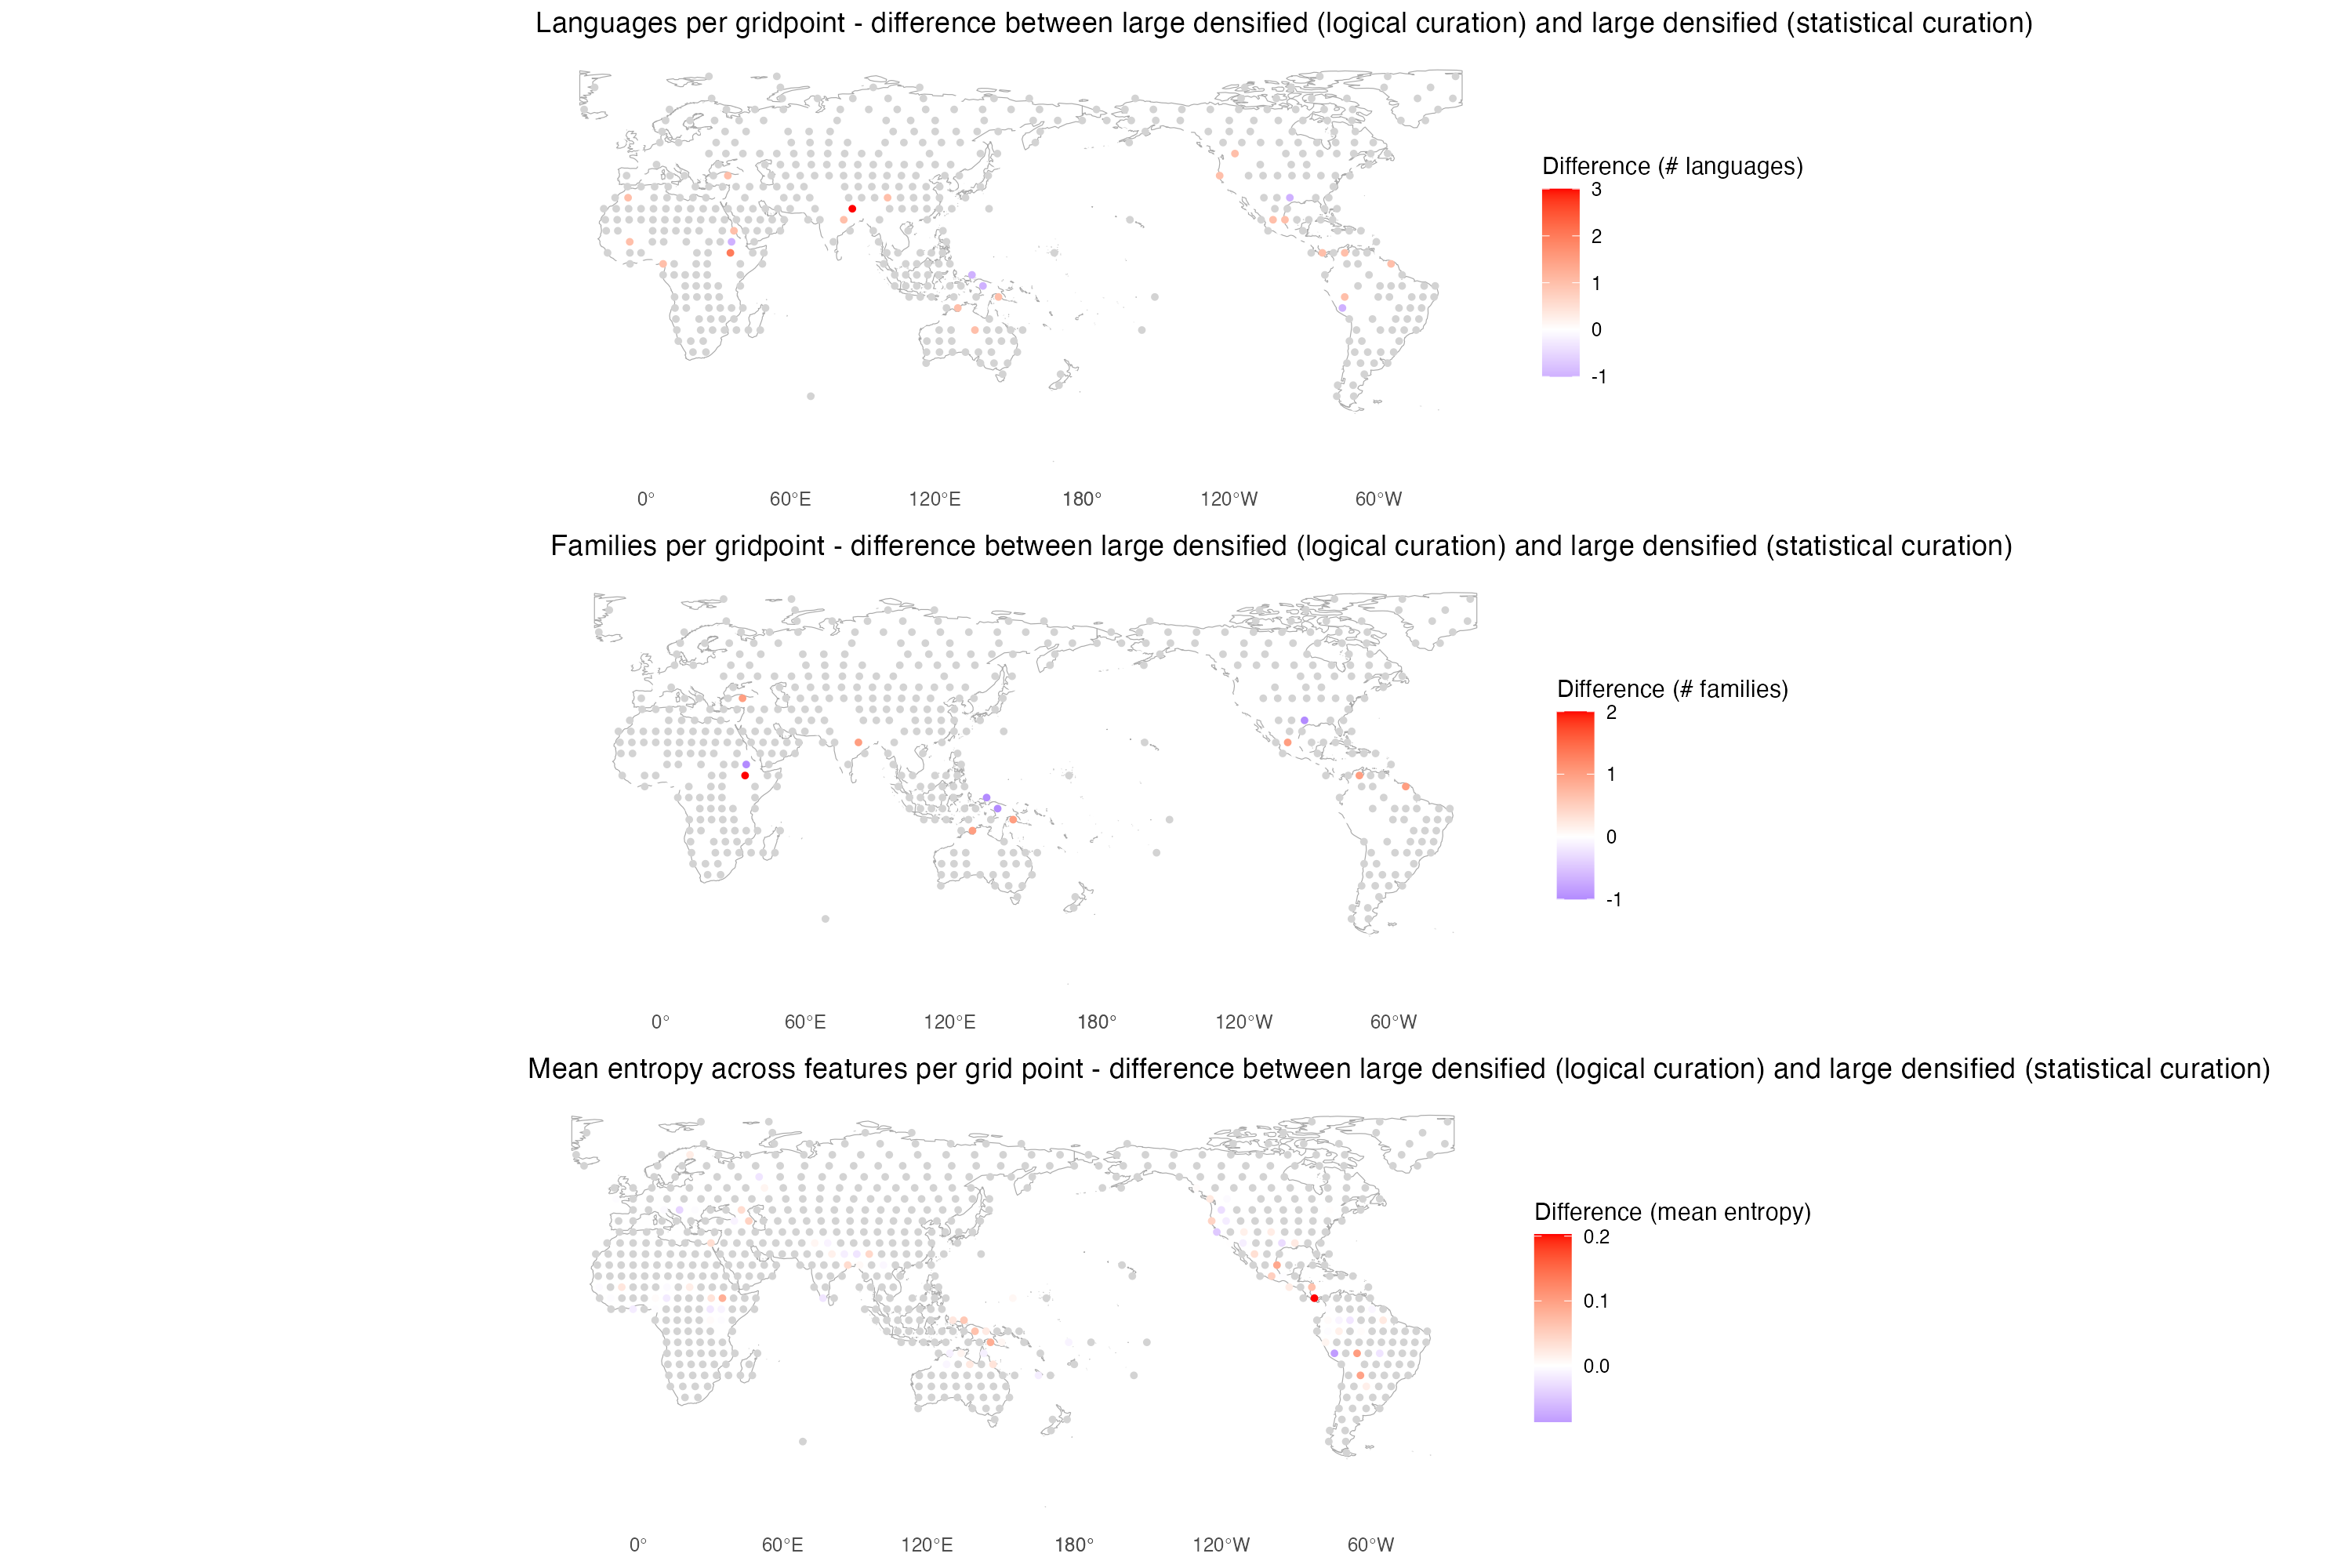 Languages per gridpoint - difference between large densified (logical curation) and large densified (statistical curation)
Difference (# languages)
3
2
1
0
-1
0° 60°E 120°E 180° 120°W 60°W
Families per gridpoint - difference between large densified (logical curation) and large densified (statistical curation)
Difference (# families)
2
1
0
-1
0° 60°E 120°E 180° 120°W 60°W
Mean entropy across features per grid point - difference between large densified (logical curation) and large densified (statistical curation)
Difference (mean entropy)
0.2
0.1
0.0
0° 60°E 120°E 180° 120°W 60°W